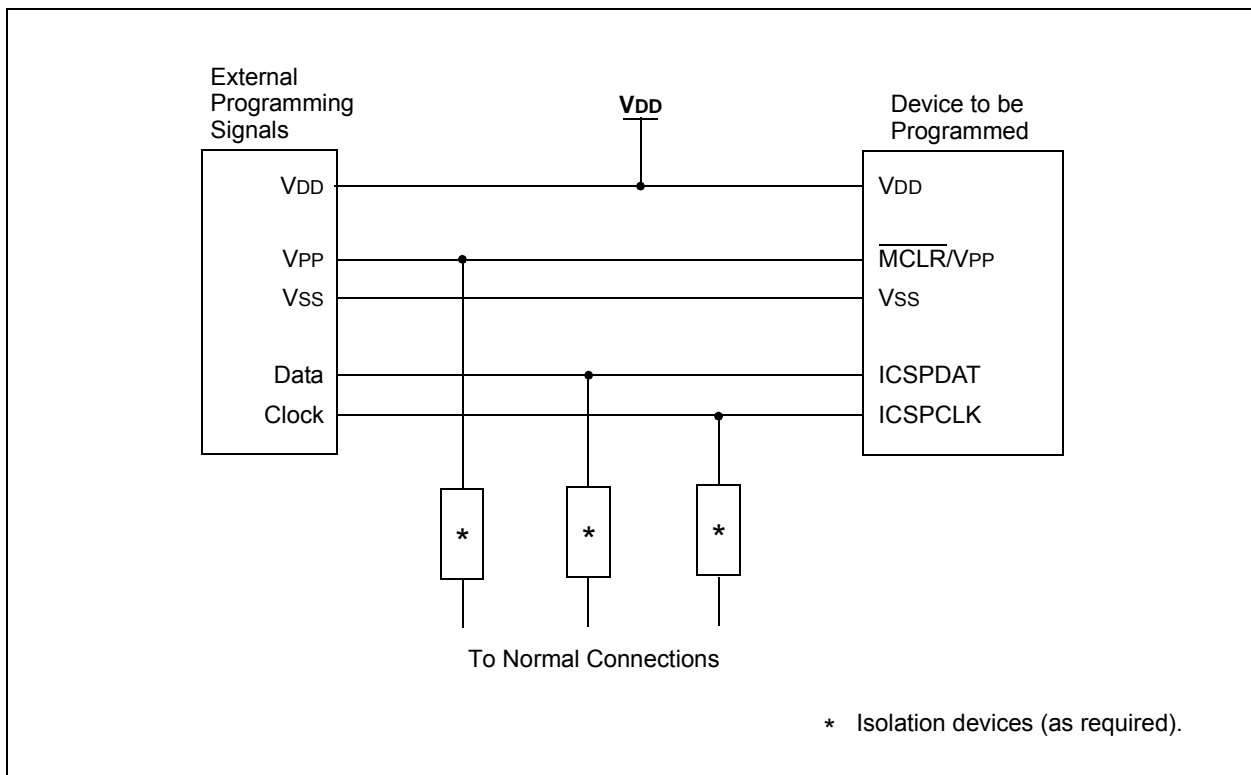 External
Programming
Signals
VDD
Device to be
Programmed
VDD
VDD
VPP
MCLR/VPP
VSS
VSS
Data
ICSPDAT
Clock
ICSPCLK
* * *
To Normal Connections
* Isolation devices (as required).